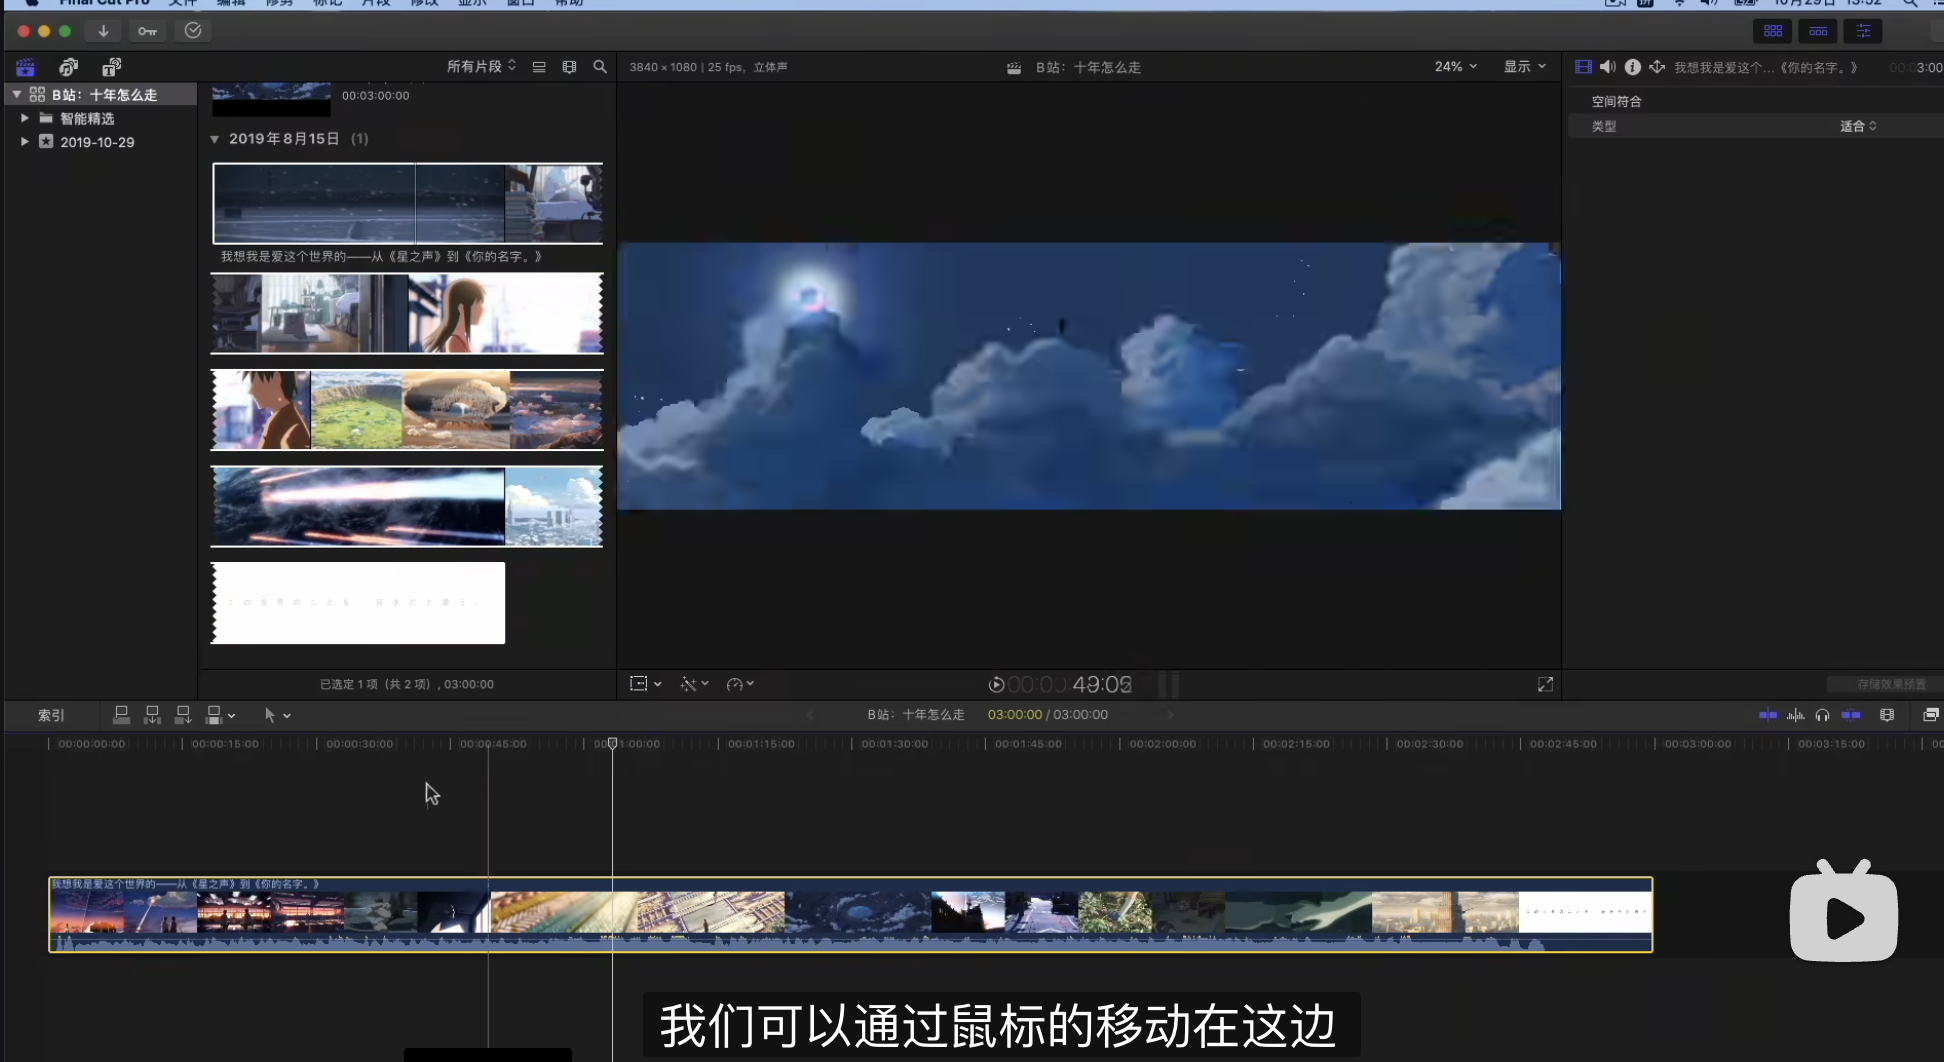 Final Cut Pro 文件 编辑 修剪 标记 片段 修改 显示 窗口 帮助
10月29日 13:52
所有片段
3840 × 1080 | 25 fps, 立体声
B站：十年怎么走
24%
显示
我想我是爱这个…《你的名字。》
3:00
B站：十年怎么走
智能精选
2019-10-29
00:03:00:00
2019年8月15日 (1)
我想我是爱这个世界的——从《星之声》到《你的名字。》
空间符合
类型
适合
已选定 1 项（共 2 项）, 03:00:00
存储效果预置
索引
B站：十年怎么走
03:00:00 / 03:00:00
00:00:00:00
00:00:15:00
00:00:30:00
00:00:45:00
00:01:15:00
00:01:30:00
00:01:45:00
00:02:00:00
00:02:15:00
00:02:30:00
00:02:45:00
00:03:00:00
00:03:15:00
我想我是爱这个世界的——从《星之声》到《你的名字。》
我们可以通过鼠标的移动在这边